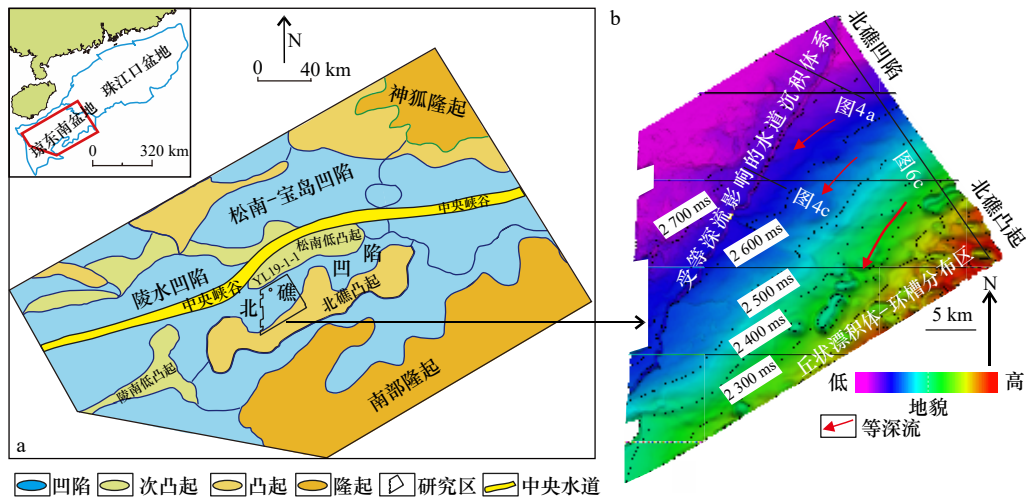 珠江口盆地
琼东南盆地
0 320 km
N
0 40 km
神狐隆起
松南-宝岛凹陷
中央峡谷
松南低凸起
YL19-1-1
陵水凹陷
中央峡谷
北礁凹陷
北礁凸起
陵南低凸起
南部隆起
a
凹陷
次凸起
凸起
隆起
研究区
中央水道
b
北礁凹陷
受等深流影响的水道沉积体系
图4a
图6c
图4c
北礁凸起
2 700 ms
2 600 ms
2 500 ms
2 400 ms
2 300 ms
丘状漂积体-环槽分布区
N
5 km
低 高
地貌
等深流